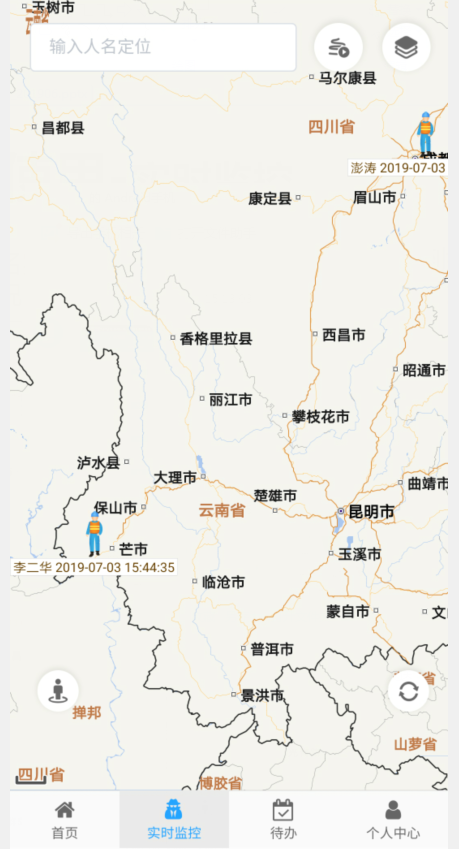 玉树市
输入人名定位
马尔康县
昌都县
四川省
成都
澎涛 2019-07-03
康定县
眉山市
香格里拉县
西昌市
昭通市
丽江市
攀枝花市
泸水县
大理市
曲靖市
保山市
云南省
楚雄市
昆明市
芒市
玉溪市
李二华 2019-07-03 15:44:35
临沧市
蒙自市
文
普洱市
省
景洪市
掸邦
山萝省
四川省
博胶省
首页
实时监控
待办
个人中心